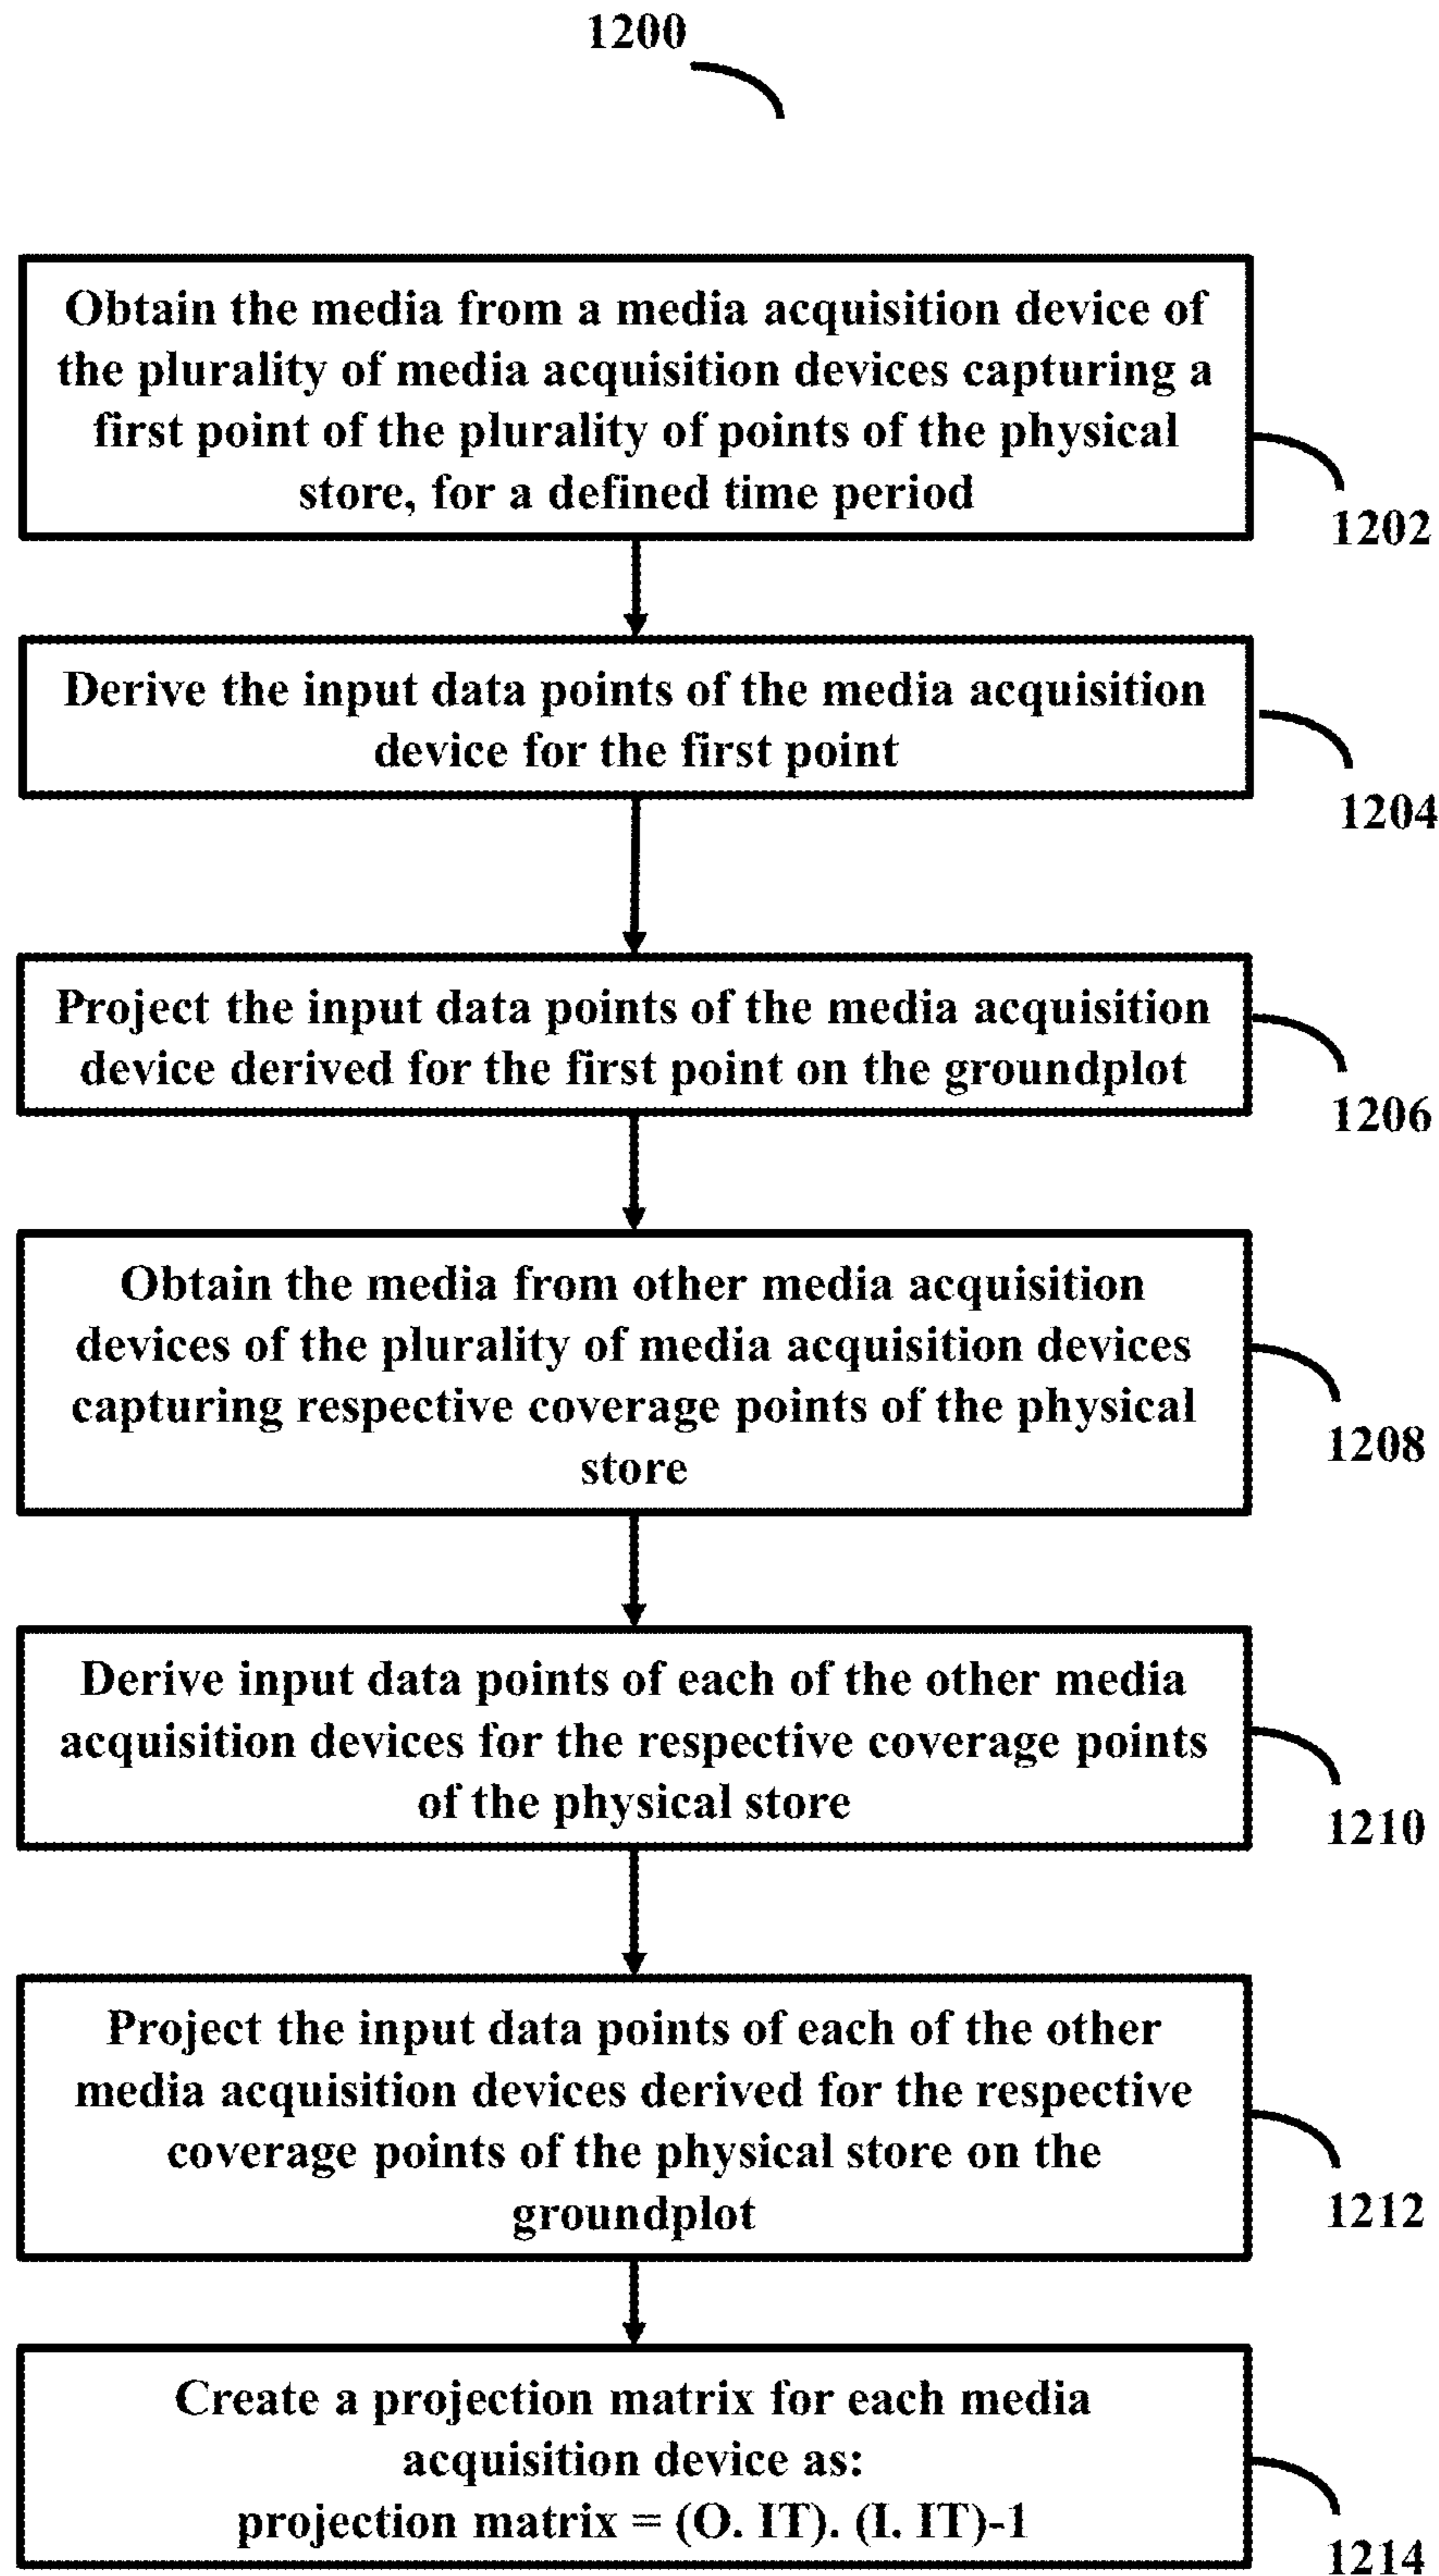 1200
Obtain the media from a media acquisition device of
the plurality of media acquisition devices capturing a
first point of the plurality of points of the physical
store, for a defined time period
1202
Derive the input data points of the media acquisition
device for the first point
1204
Project the input data points of the media acquisition
device derived for the first point on the groundplot
1206
Obtain the media from other media acquisition
devices of the plurality of media acquisition devices
capturing respective coverage points of the physical
store
1208
Derive input data points of each of the other media
acquisition devices for the respective coverage points
of the physical store
1210
Project the input data points of each of the other
media acquisition devices derived for the respective
coverage points of the physical store on the
groundplot
1212
Create a projection matrix for each media
acquisition device as:
projection matrix = (O. IT). (I. IT)-1
1214